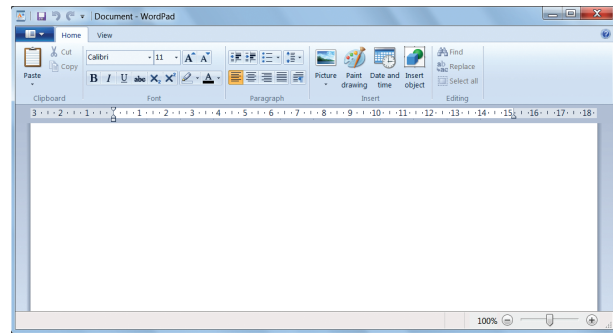 Document - WordPad
Home View
Paste
Cut
Copy
Clipboard
Calibri 11 A A
B I U abc X₂ X² A
Font
Paragraph
Picture
Paint drawing
Date and time
Insert object
Insert
Find
Replace
Select all
Editing
3 2 1 1 2 3 4 5 6 7 8 9 10 11 12 13 14 15 16 17 18
100%